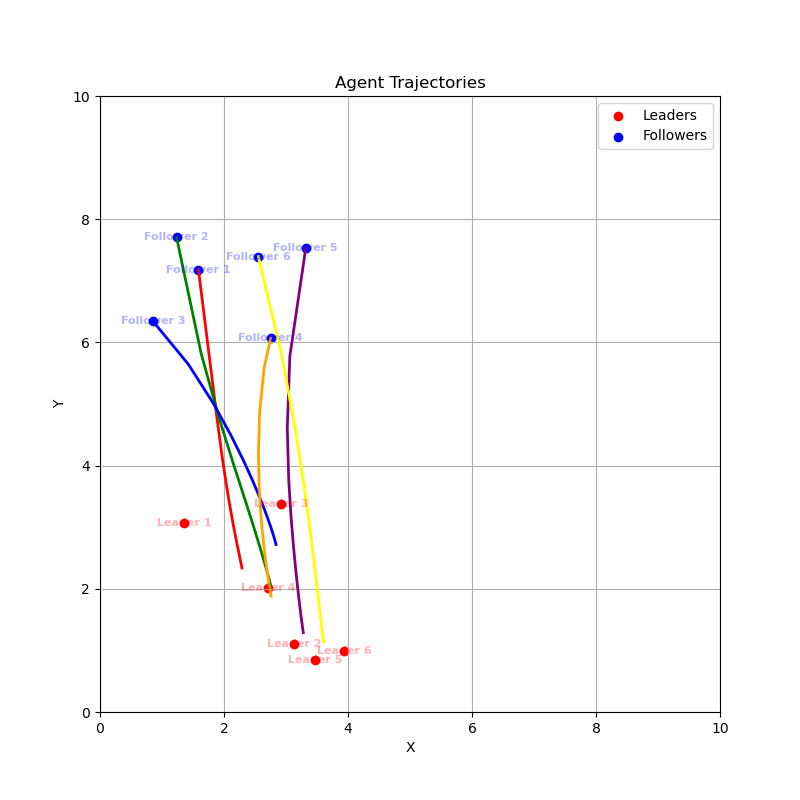 Agent Trajectories
10
Leaders
Followers
8
Follower 2
Follower 5
Follower 6
Follower 1
Follower 3
6
Follower 4
Y
4
Leader 3
Leader 1
2
Leader 4
Leader 2
Leader 6
Leader 5
0
0 2 4 6 8 10
X